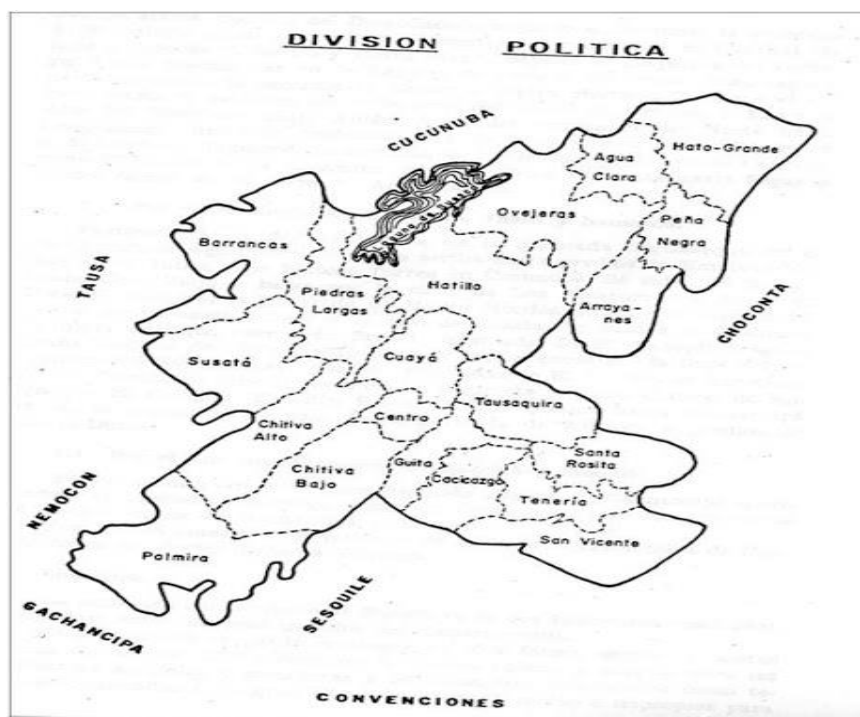 DIVISION POLITICA
CUCUNUBA
Hato-Grande
Agua
Clara
Ovejeras
Peña
Negra
Barrancas
TAUSA
Hatillo
Piedras
Largas
Arraya-
nes
CHOCONTA
Susatá
Cuayá
Tausaquira
Centro
Chitiva
Alto
Santa
Rosita
Guita
Cacicazgo
Chitiva
Bajo
Tenería
NEMOCON
San Vicente
Palmira
SESQUILE
GACHANCIPA
CONVENCIONES